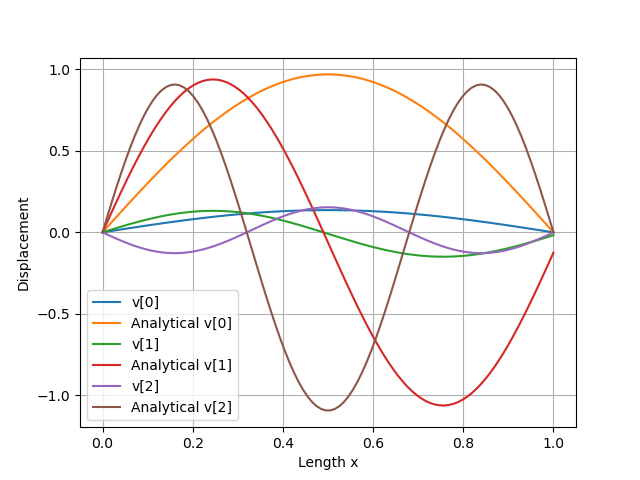 1.0
0.5
0.0
−0.5
−1.0
Displacement
v[0]
Analytical v[0]
v[1]
Analytical v[1]
v[2]
Analytical v[2]
0.0 0.2 0.4 0.6 0.8 1.0
Length x